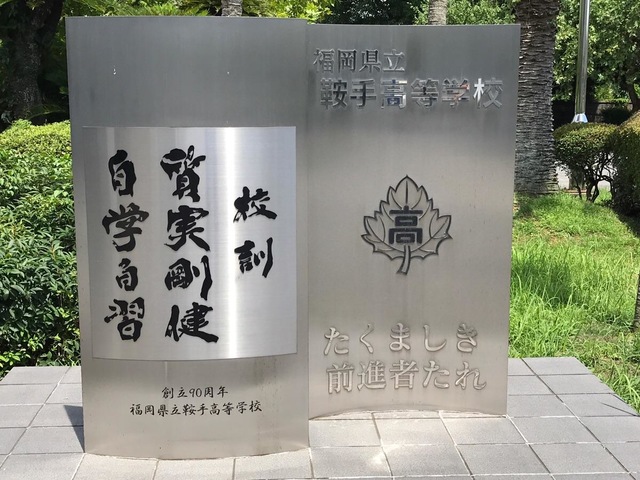 校訓
質実剛健
自学自習
創立90周年
福岡県立鞍手高等学校
福岡県立
鞍手高等学校
高
たくましき
前進者たれ